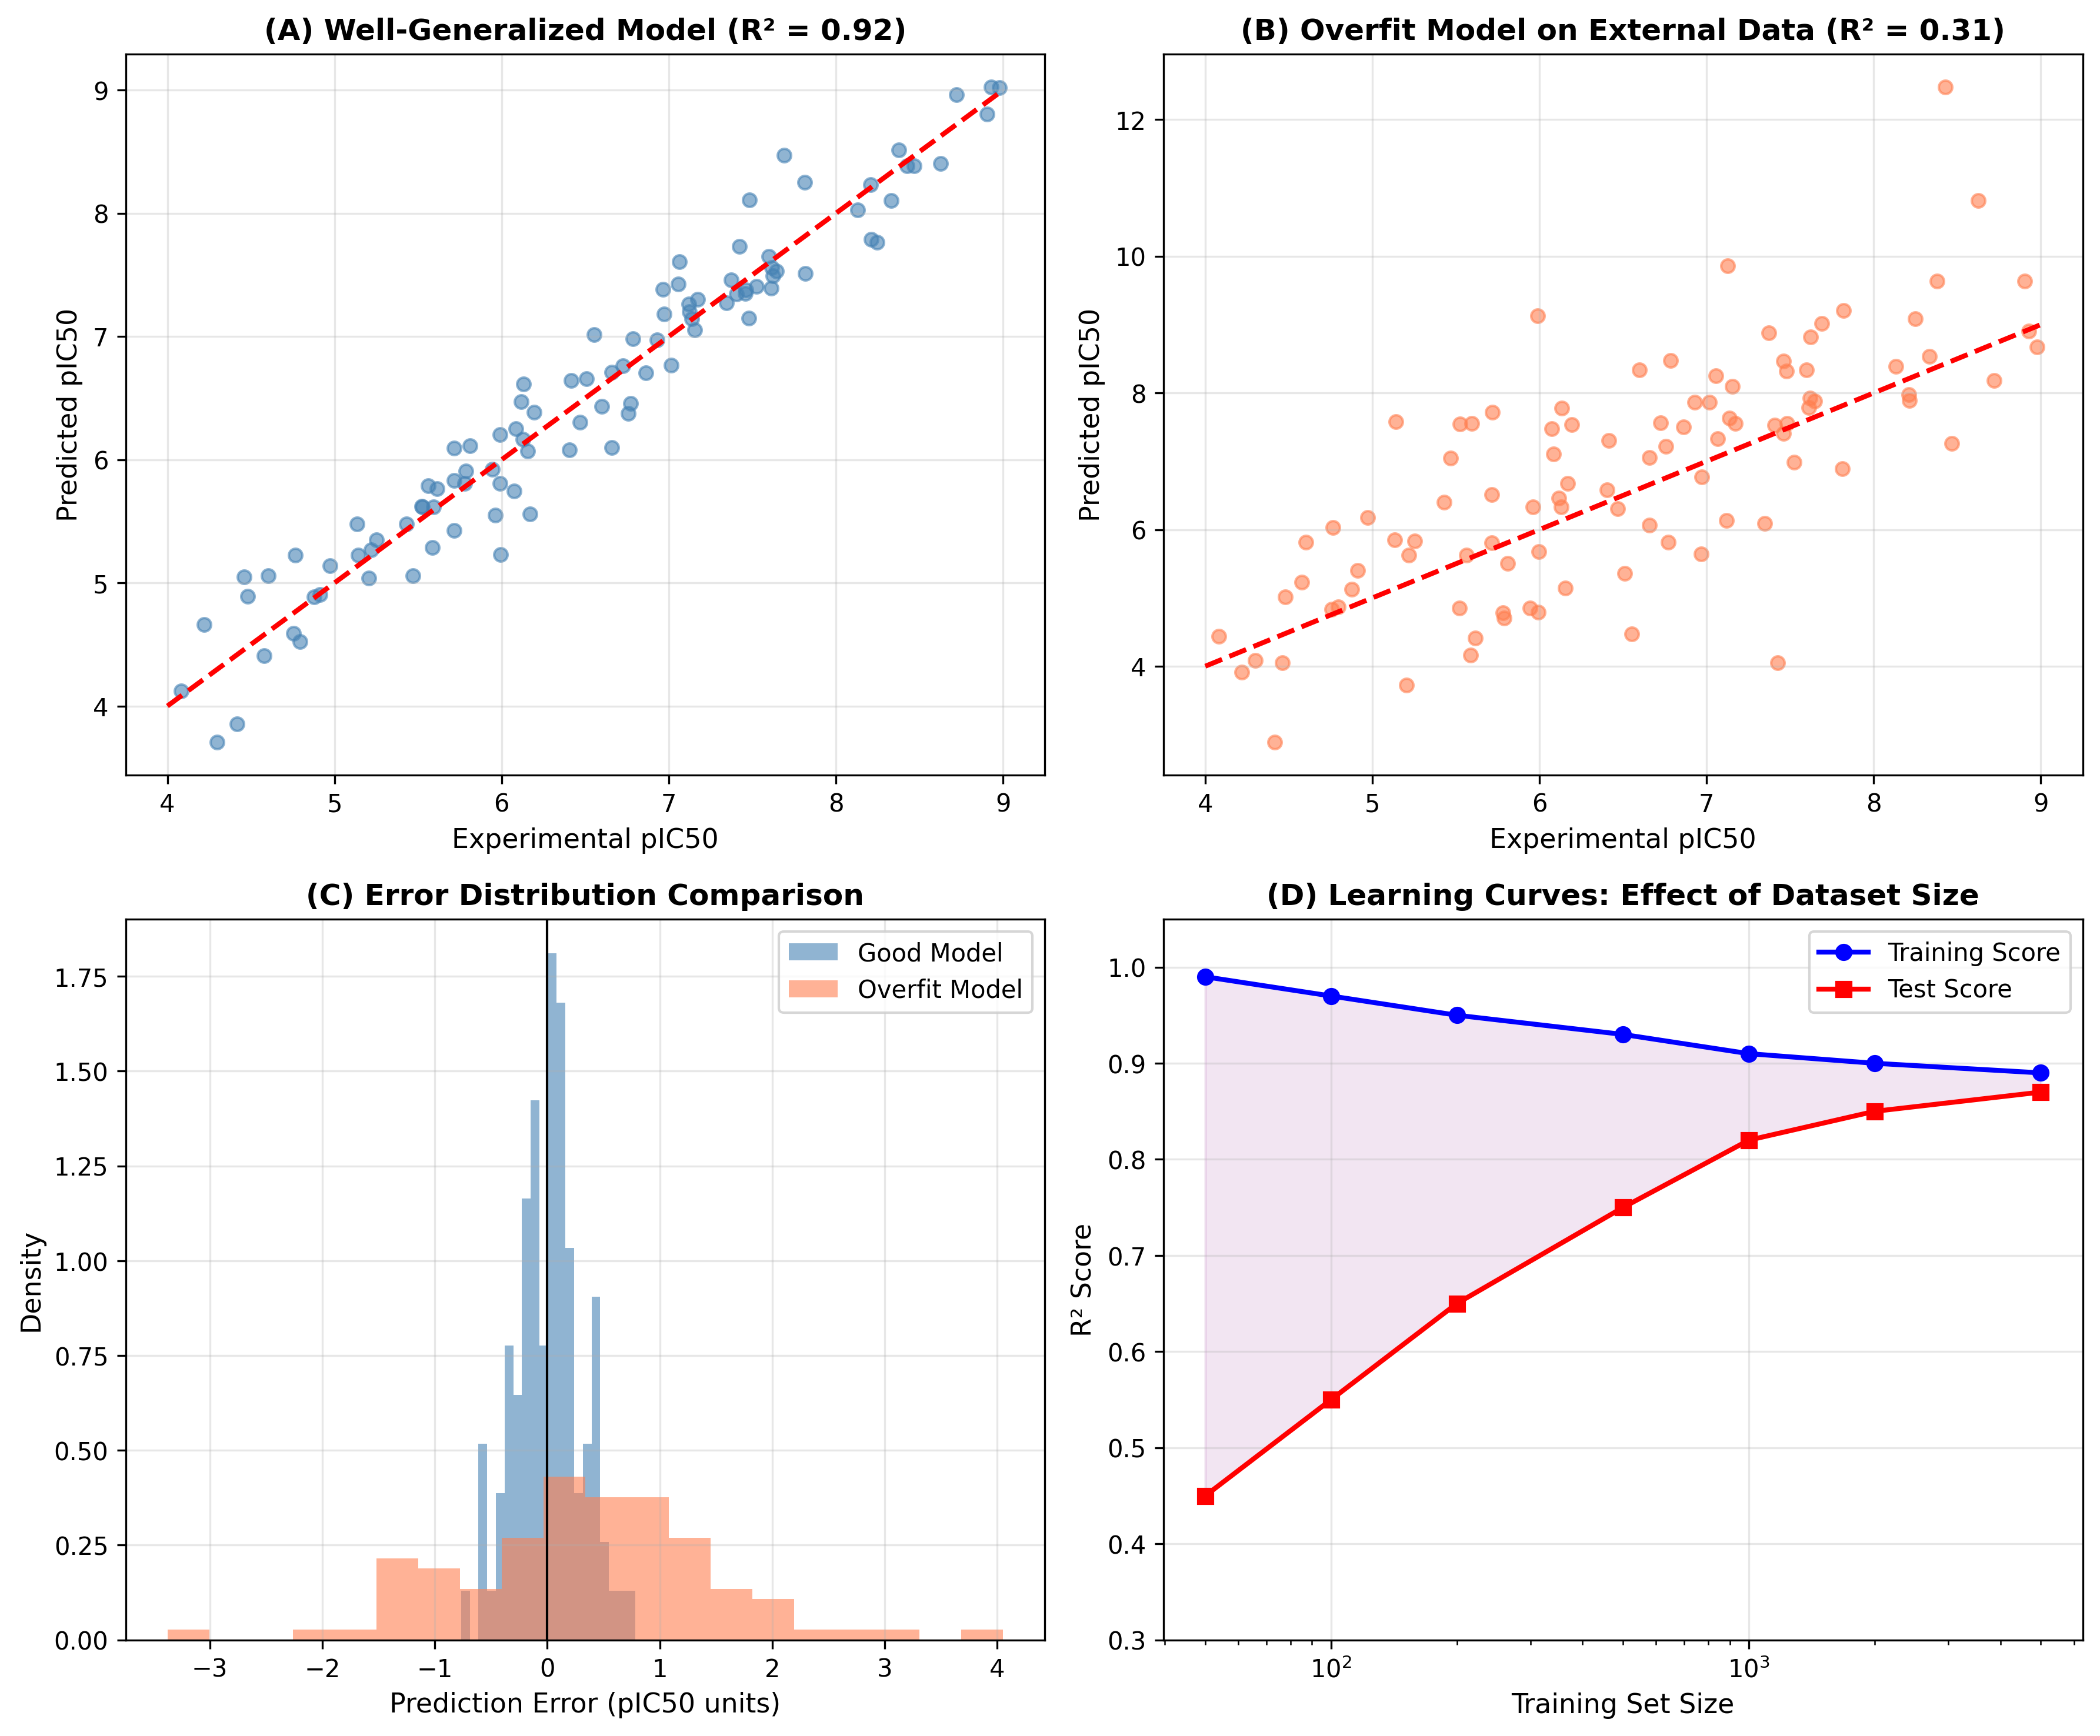 (A) Well-Generalized Model (R² = 0.92)
9
8
7
6
5
4
Predicted pIC50
4 5 6 7 8 9
Experimental pIC50
(B) Overfit Model on External Data (R² = 0.31)
12
10
8
6
4
Predicted pIC50
4 5 6 7 8 9
Experimental pIC50
(C) Error Distribution Comparison
Good Model
Overfit Model
1.75
1.50
1.25
1.00
0.75
0.50
0.25
0.00
Density
−3 −2 −1 0 1 2 3 4
Prediction Error (pIC50 units)
(D) Learning Curves: Effect of Dataset Size
Training Score
Test Score
1.0
0.9
0.8
0.7
0.6
0.5
0.4
0.3
R² Score
10² 10³
Training Set Size